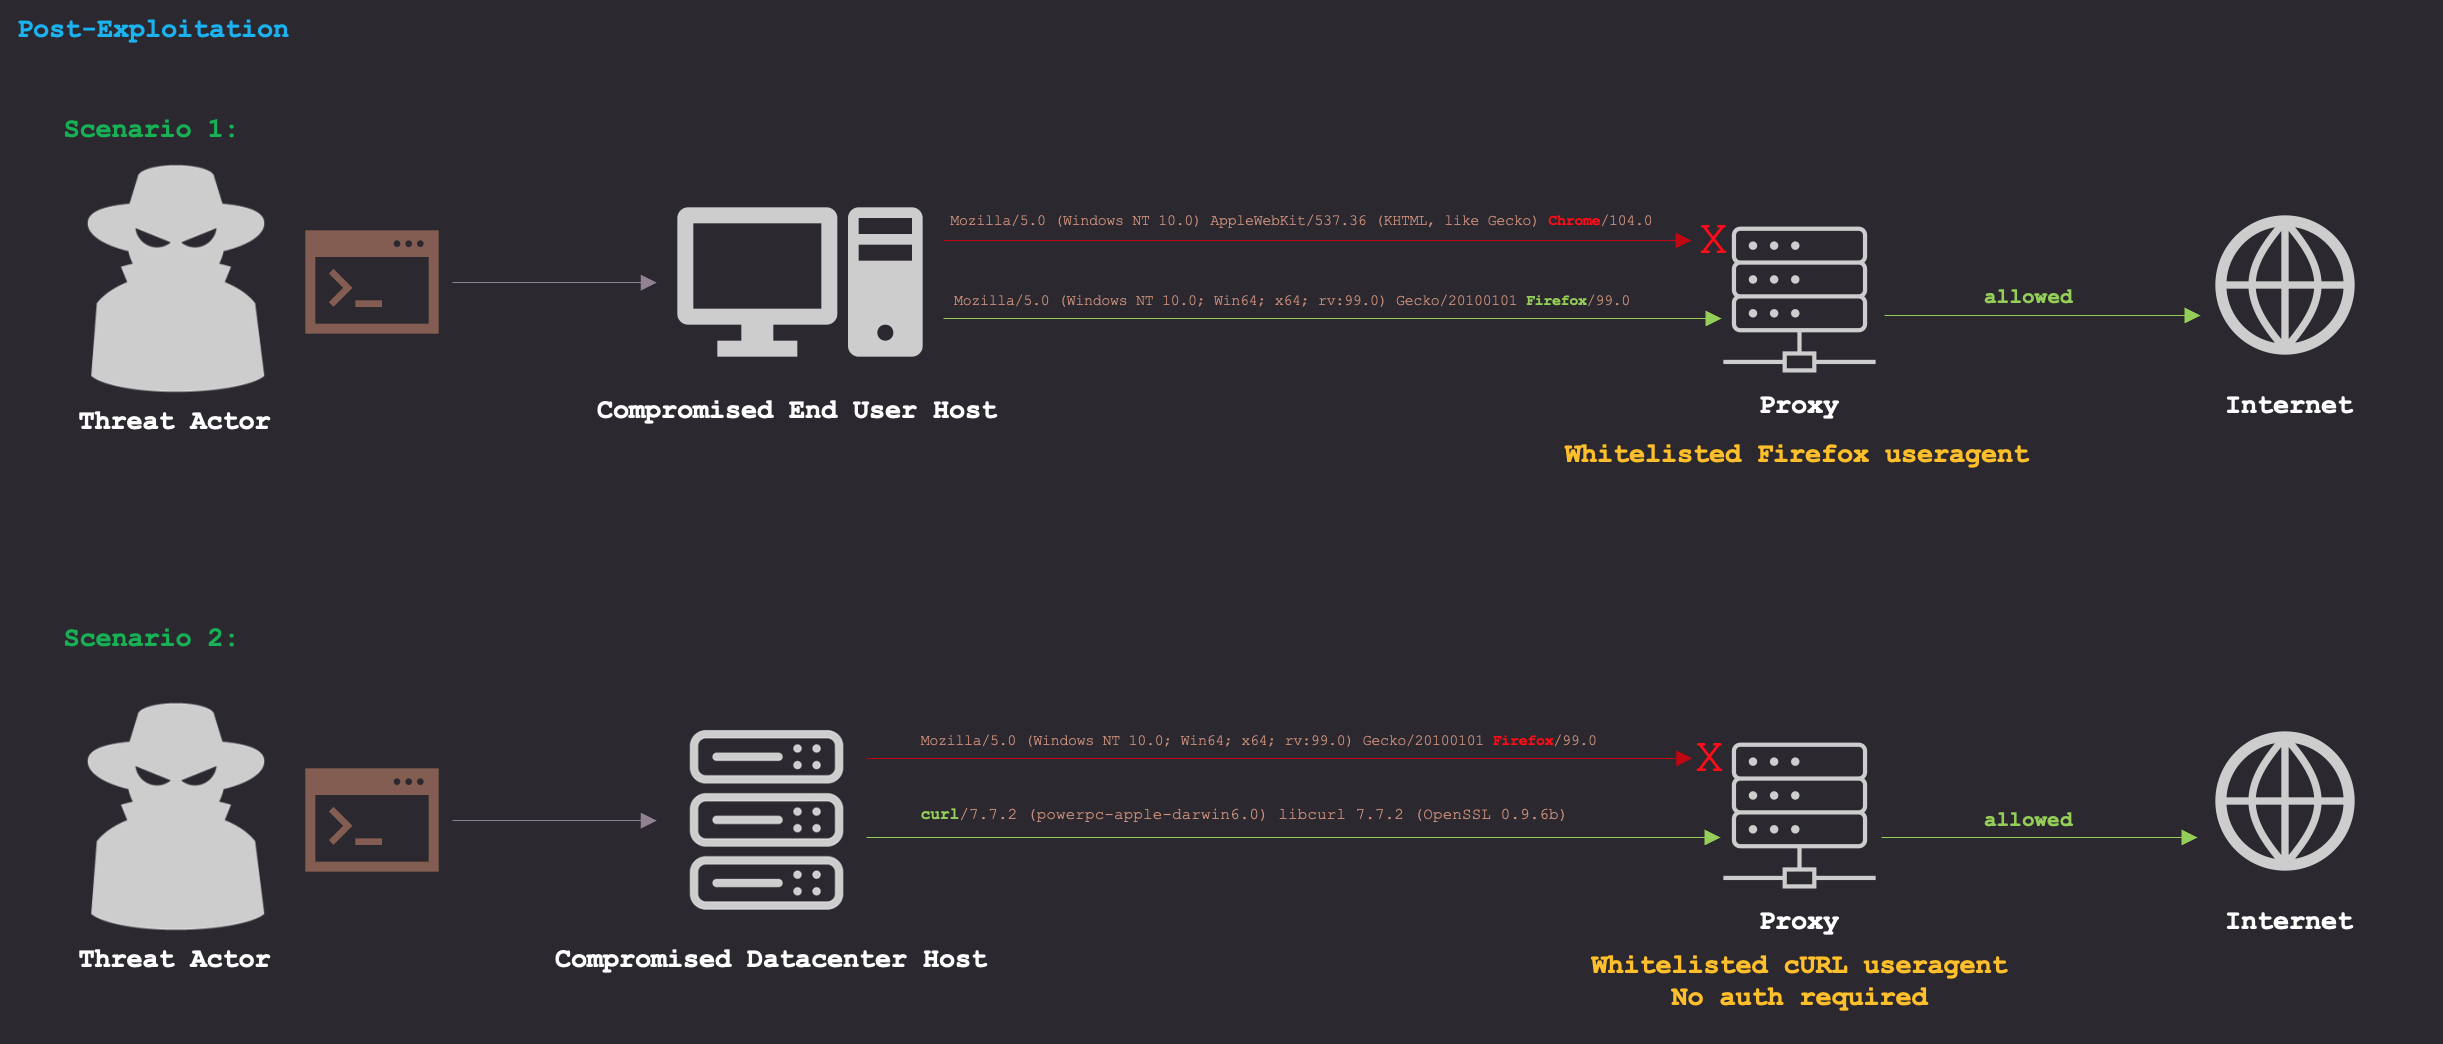 Post-Exploitation
Scenario 1:
Mozilla/5.0 (Windows NT 10.0) AppleWebKit/537.36 (KHTML, like Gecko) Chrome/104.0
X
Mozilla/5.0 (Windows NT 10.0; Win64; x64; rv:99.0) Gecko/20100101 Firefox/99.0
allowed
Threat Actor
Compromised End User Host
Proxy
Internet
Whitelisted Firefox useragent
Scenario 2:
Mozilla/5.0 (Windows NT 10.0; Win64; x64; rv:99.0) Gecko/20100101 Firefox/99.0
X
curl/7.7.2 (powerpc-apple-darwin6.0) libcurl 7.7.2 (OpenSSL 0.9.6b)
allowed
Threat Actor
Compromised Datacenter Host
Proxy
Internet
Whitelisted cURL useragent
No auth required